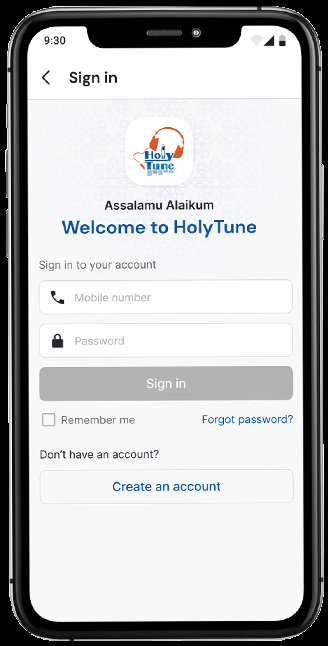 9:30
Sign in
Holy
Tune
Assalamu Alaikum
Welcome to HolyTune
Sign in to your account
Mobile number
Password
Sign in
Remember me
Forgot password?
Don't have an account?
Create an account